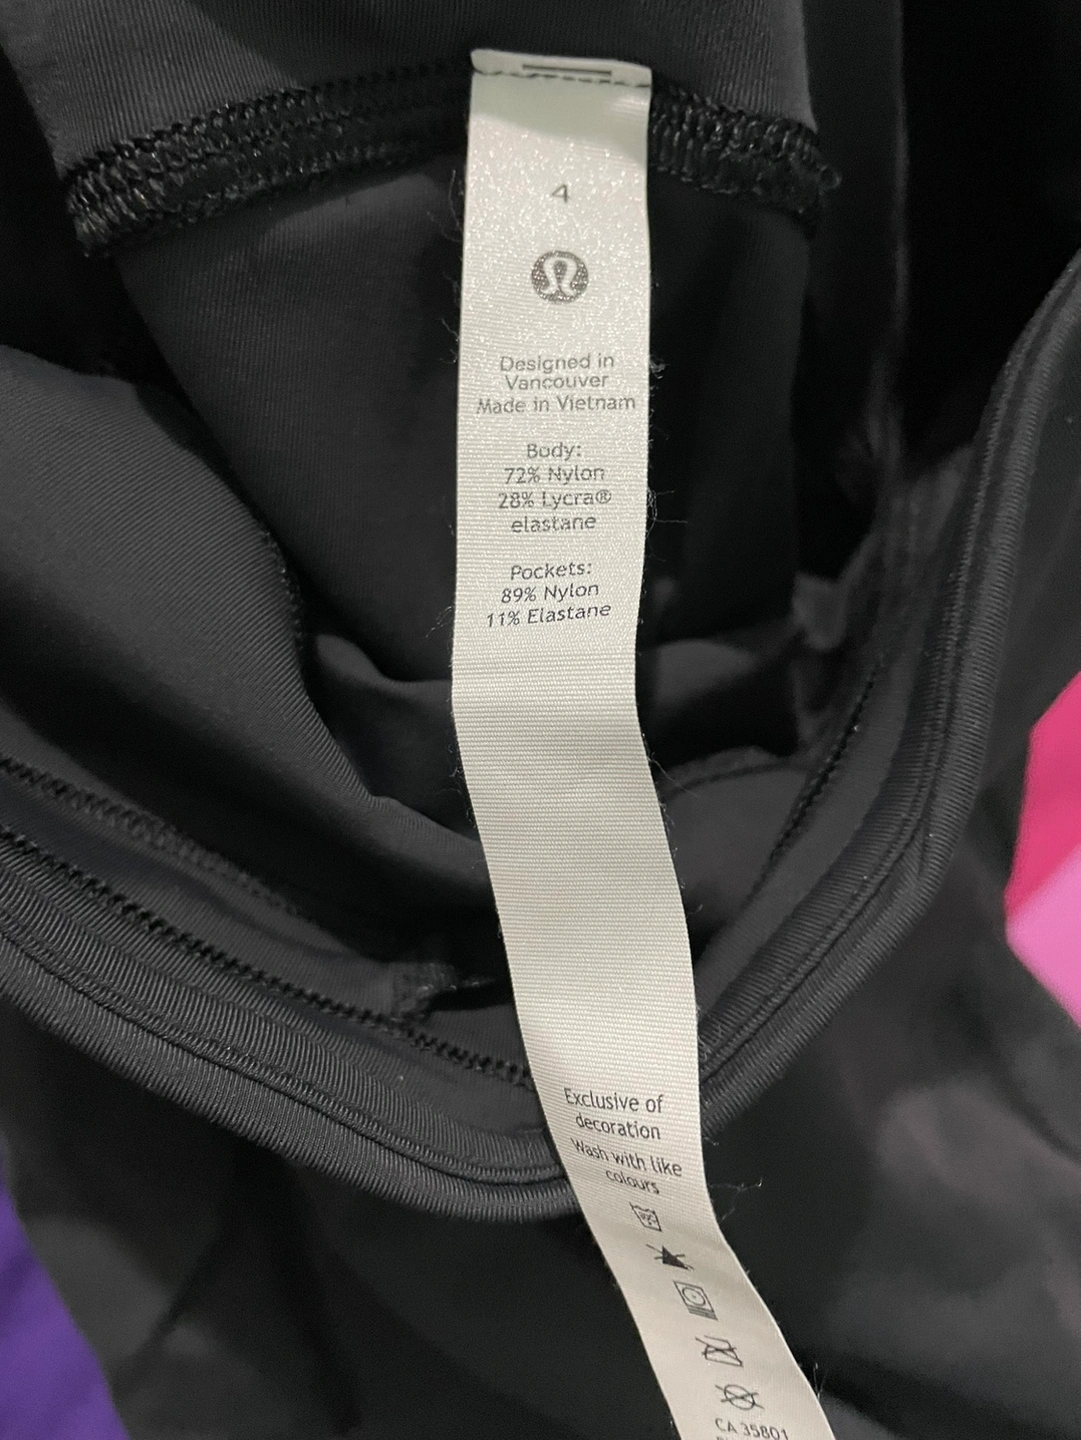 4
Designed in
Vancouver
Made in Vietnam
Body:
72% Nylon
28% Lycra®
elastane
Pockets:
89% Nylon
11% Elastane
Exclusive of
decoration
Wash with like
colours
CA 35801